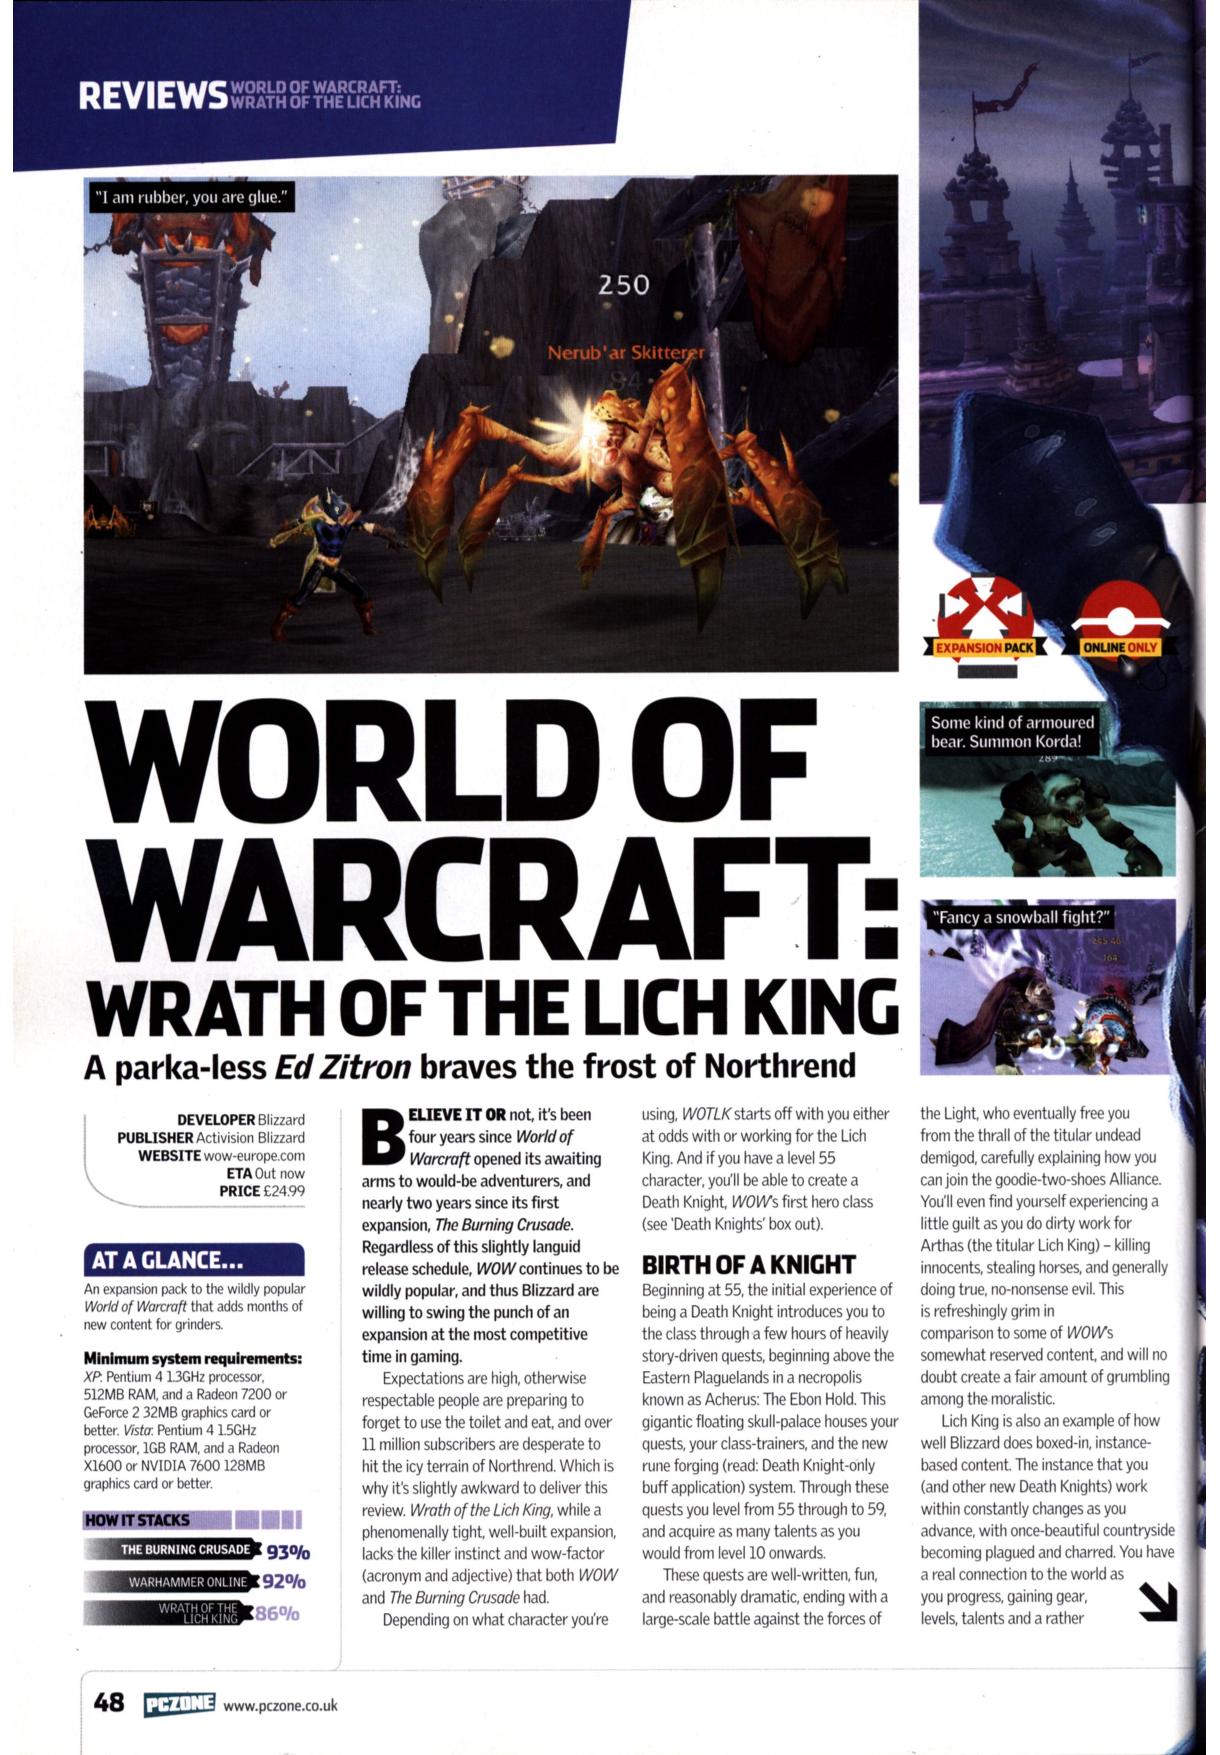 REVIEWS WORLD OF WARCRAFT:
WRATH OF THE LICH KING
"I am rubber, you are glue."
250
Nerub'ar Skitterer
84
EXPANSION PACK
ONLINE ONLY
Some kind of armoured
bear. Summon Korda!
289
"Fancy a snowball fight?"
164
WORLD OF
WARCRAFT:
WRATH OF THE LICH KING
A parka-less Ed Zitron braves the frost of Northrend
DEVELOPER Blizzard
PUBLISHER Activision Blizzard
WEBSITE wow-europe.com
ETA Out now
PRICE £24.99
AT A GLANCE...
An expansion pack to the wildly popular
World of Warcraft that adds months of
new content for grinders.
Minimum system requirements:
XP: Pentium 4 1.3GHz processor,
512MB RAM, and a Radeon 7200 or
GeForce 2 32MB graphics card or
better. Vista: Pentium 4 1.5GHz
processor, 1GB RAM, and a Radeon
X1600 or NVIDIA 7600 128MB
graphics card or better.
HOW IT STACKS
THE BURNING CRUSADE 93%
WARHAMMER ONLINE 92%
WRATH OF THE
LICH KING 86%
BELIEVE IT OR not, it's been
four years since World of
Warcraft opened its awaiting
arms to would-be adventurers, and
nearly two years since its first
expansion, The Burning Crusade.
Regardless of this slightly languid
release schedule, WOW continues to be
wildly popular, and thus Blizzard are
willing to swing the punch of an
expansion at the most competitive
time in gaming.
Expectations are high, otherwise
respectable people are preparing to
forget to use the toilet and eat, and over
11 million subscribers are desperate to
hit the icy terrain of Northrend. Which is
why it's slightly awkward to deliver this
review. Wrath of the Lich King, while a
phenomenally tight, well-built expansion,
lacks the killer instinct and wow-factor
(acronym and adjective) that both WOW
and The Burning Crusade had.
Depending on what character you're
using, WOTLK starts off with you either
at odds with or working for the Lich
King. And if you have a level 55
character, you'll be able to create a
Death Knight, WOW's first hero class
(see 'Death Knights' box out).
BIRTH OF A KNIGHT
Beginning at 55, the initial experience of
being a Death Knight introduces you to
the class through a few hours of heavily
story-driven quests, beginning above the
Eastern Plaguelands in a necropolis
known as Acherus: The Ebon Hold. This
gigantic floating skull-palace houses your
quests, your class-trainers, and the new
rune forging (read: Death Knight-only
buff application) system. Through these
quests you level from 55 through to 59,
and acquire as many talents as you
would from level 10 onwards.
These quests are well-written, fun,
and reasonably dramatic, ending with a
large-scale battle against the forces of
the Light, who eventually free you
from the thrall of the titular undead
demigod, carefully explaining how you
can join the goodie-two-shoes Alliance.
You'll even find yourself experiencing a
little guilt as you do dirty work for
Arthas (the titular Lich King) – killing
innocents, stealing horses, and generally
doing true, no-nonsense evil. This
is refreshingly grim in
comparison to some of WOW's
somewhat reserved content, and will no
doubt create a fair amount of grumbling
among the moralistic.
Lich King is also an example of how
well Blizzard does boxed-in, instance-
based content. The instance that you
(and other new Death Knights) work
within constantly changes as you
advance, with once-beautiful countryside
becoming plagued and charred. You have
a real connection to the world as
you progress, gaining gear,
levels, talents and a rather
48 PCZONE www.pczone.co.uk